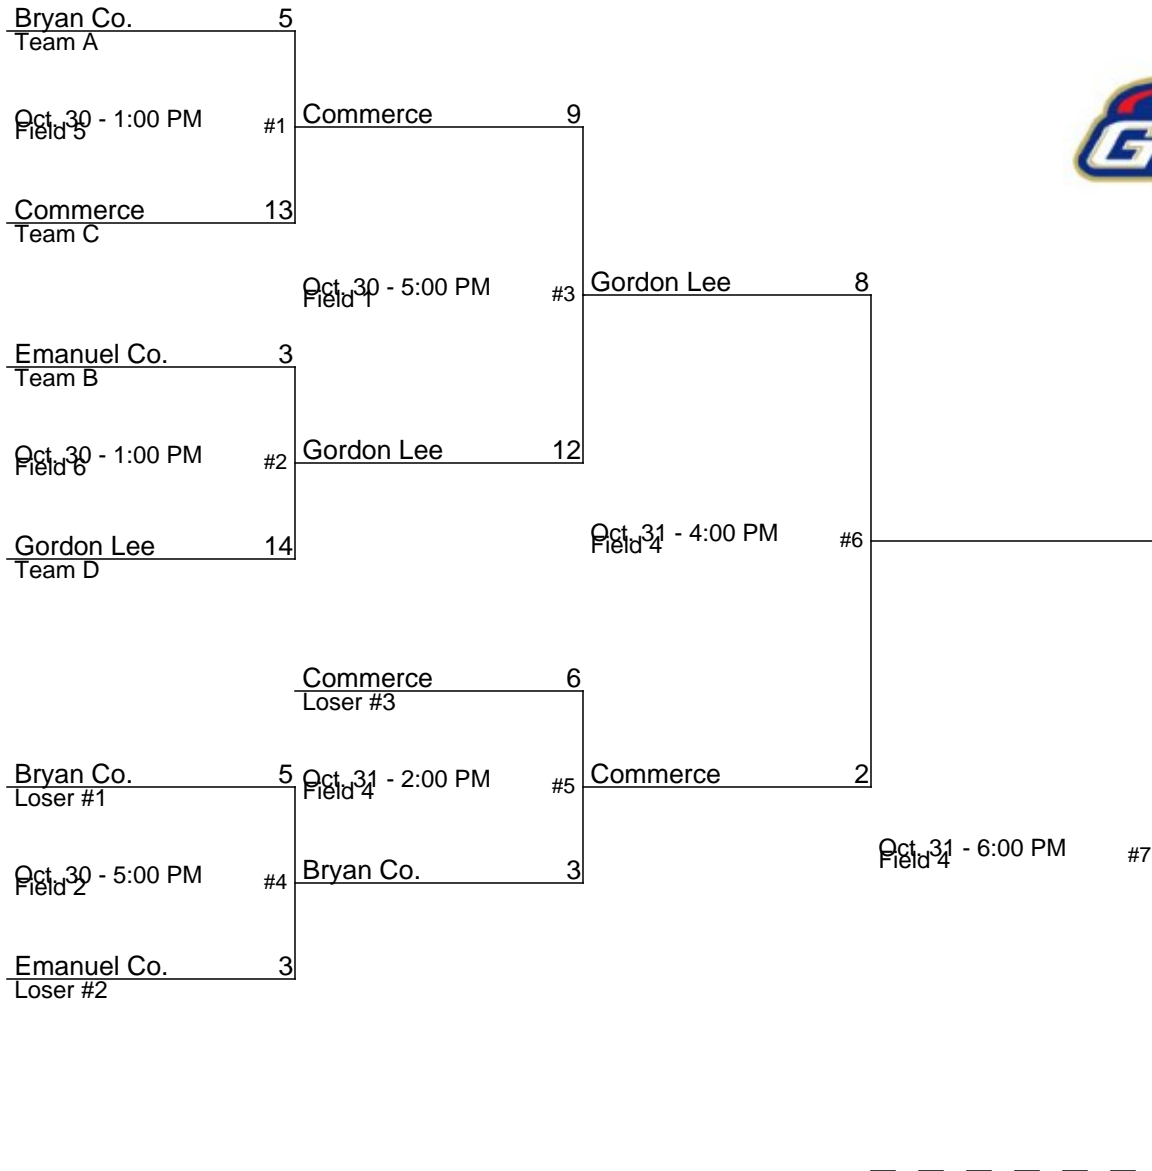 Bryan Co. 5
Team A
Oct. 30 - 1:00 PM
Field 5
#1
Commerce 9
Commerce 13
Team C
Oct. 30 - 5:00 PM
Field 1
#3
Gordon Lee 8
Emanuel Co. 3
Team B
Oct. 30 - 1:00 PM
Field 6
#2
Gordon Lee 12
Gordon Lee 14
Team D
Oct. 31 - 4:00 PM
Field 4
#6
Commerce 6
Loser #3
Bryan Co. 5
Loser #1
Oct. 31 - 2:00 PM
Field 4
#5
Commerce 2
Oct. 30 - 5:00 PM
Field 2
#4
Bryan Co. 3
Oct. 31 - 6:00 PM
Field 4
#7
Emanuel Co. 3
Loser #2